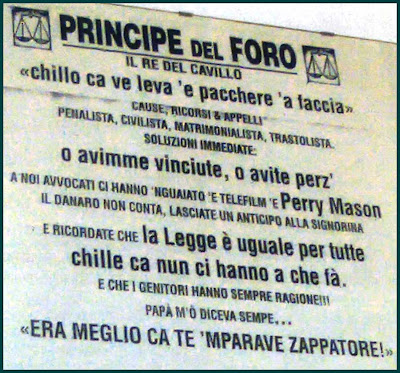 PRINCIPE DEL FORO
IL RE DEL CAVILLO
«chillo ca ve leva 'e pacchere 'a faccia»
CAUSE, RICORSI & APPELLI
PENALISTA, CIVILISTA, MATRIMONIALISTA, TRASTOLISTA.
SOLUZIONI IMMEDIATE:
o avimme vinciute, o avite perz'
A NOI AVVOCATI CI HANNO 'NGUAIATO 'E TELEFILM 'E Perry Mason
IL DANARO NON CONTA, LASCIATE UN ANTICIPO ALLA SIGNORINA
E RICORDATE CHE la Legge è uguale per tutte
chille ca nun ci hanno a che fà.
E CHE I GENITORI HANNO SEMPRE RAGIONE!!!
PAPÀ M'Ò DICEVA SEMPE...
«ERA MEGLIO CA TE 'MPARAVE ZAPPATORE!»